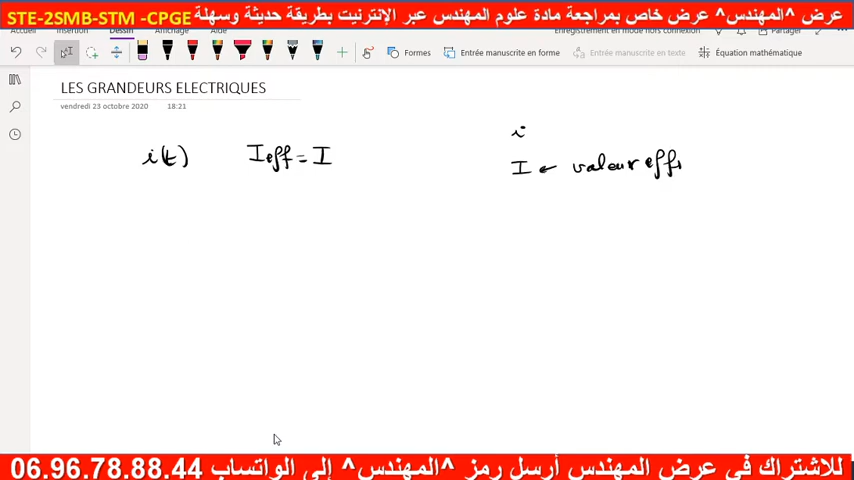 عرض ^المهندس^ عرض خاص بمراجعة مادة علوم المهندس عبر الإنترنيت بطريقة حديثة وسهلة STE-2SMB-STM -CPGE
Accueil Insertion Dessin Affichage Aide Enregistrement en mode hors connexion Partager
Formes Entrée manuscrite en forme Entrée manuscrite en texte Équation mathématique
LES GRANDEURS ELECTRIQUES
vendredi 23 octobre 2020 18:21
i
i(t) Ieff = I
I ← valeur eff
للاشتراك في عرض المهندس أرسل رمز ^المهندس^ إلى الواتساب 06.96.78.88.44